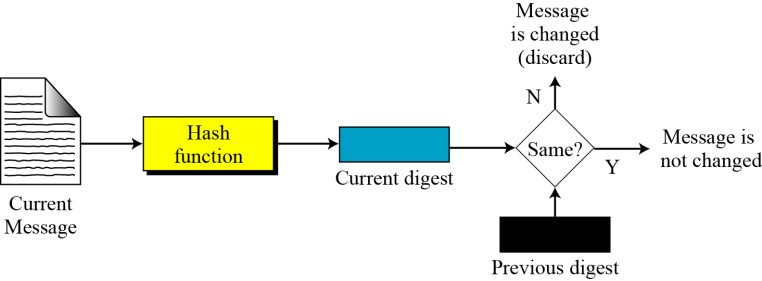 Message
is changed
(discard)
N
Hash
function
Same?
Message is
not changed
Y
Current digest
Current
Message
Previous digest